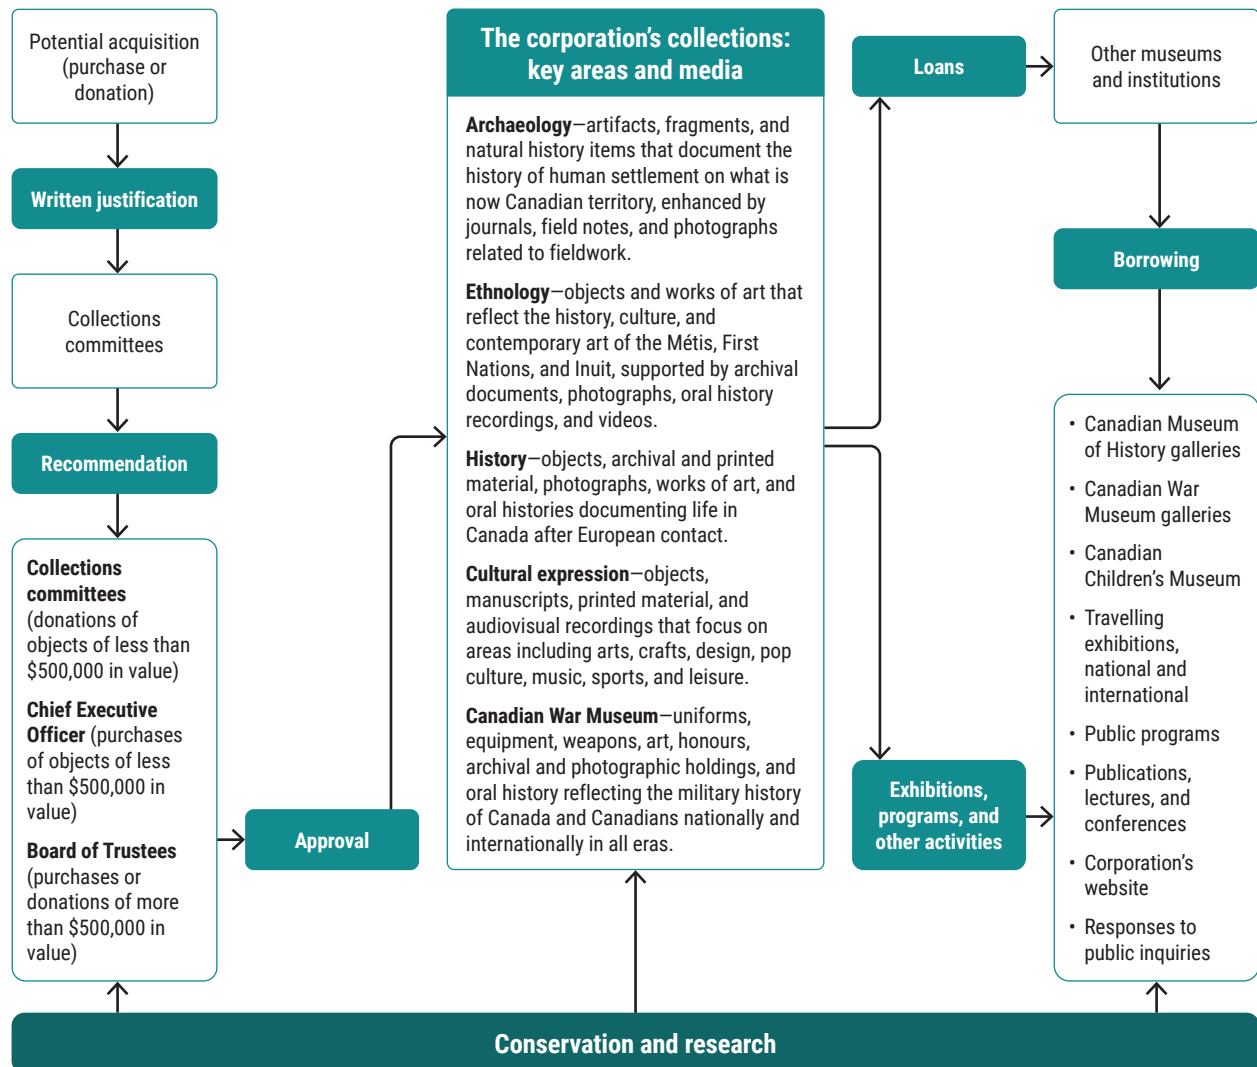 Potential acquisition
(purchase or
donation)
Written justification
Collections
committees
Recommendation
Collections
committees
(donations of
objects of less than
$500,000 in value)
Chief Executive
Officer (purchases
of objects of less
than $500,000 in
value)
Board of Trustees
(purchases or
donations of more
than $500,000 in
value)
Approval
The corporation’s collections:
key areas and media
Archaeology—artifacts, fragments, and
natural history items that document the
history of human settlement on what is
now Canadian territory, enhanced by
journals, field notes, and photographs
related to fieldwork.
Ethnology—objects and works of art that
reflect the history, culture, and
contemporary art of the Métis, First
Nations, and Inuit, supported by archival
documents, photographs, oral history
recordings, and videos.
History—objects, archival and printed
material, photographs, works of art, and
oral histories documenting life in
Canada after European contact.
Cultural expression—objects,
manuscripts, printed material, and
audiovisual recordings that focus on
areas including arts, crafts, design, pop
culture, music, sports, and leisure.
Canadian War Museum—uniforms,
equipment, weapons, art, honours,
archival and photographic holdings, and
oral history reflecting the military history
of Canada and Canadians nationally and
internationally in all eras.
Loans
Other museums
and institutions
Borrowing
Exhibitions,
programs, and
other activities
• Canadian Museum
of History galleries
• Canadian War
Museum galleries
• Canadian
Children’s Museum
• Travelling
exhibitions,
national and
international
• Public programs
• Publications,
lectures, and
conferences
• Corporation’s
website
• Responses to
public inquiries
Conservation and research